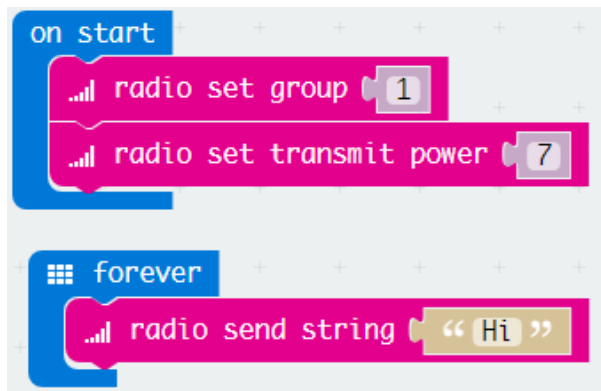 on start
radio set group 1
radio set transmit power 7
forever
radio send string “ Hi ”